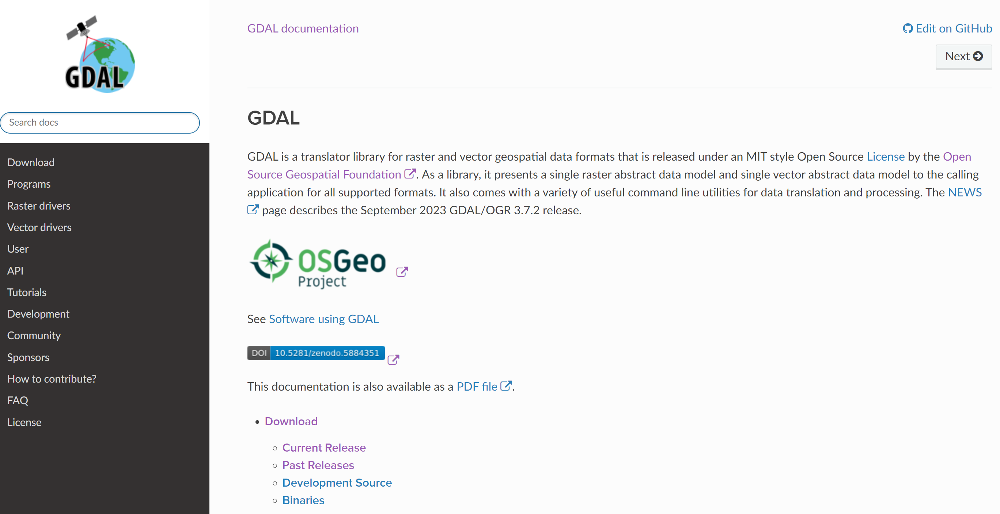 GDAL
Search docs
Download
Programs
Raster drivers
Vector drivers
User
API
Tutorials
Development
Community
Sponsors
How to contribute?
FAQ
License
GDAL documentation
Edit on GitHub
Next
GDAL
GDAL is a translator library for raster and vector geospatial data formats that is released under an MIT style Open Source License by the Open
Source Geospatial Foundation. As a library, it presents a single raster abstract data model and single vector abstract data model to the calling
application for all supported formats. It also comes with a variety of useful command line utilities for data translation and processing. The NEWS
page describes the September 2023 GDAL/OGR 3.7.2 release.
OSGeo
Project
See Software using GDAL
DOI 10.5281/zenodo.5884351
This documentation is also available as a PDF file.
• Download
◦ Current Release
◦ Past Releases
◦ Development Source
◦ Binaries